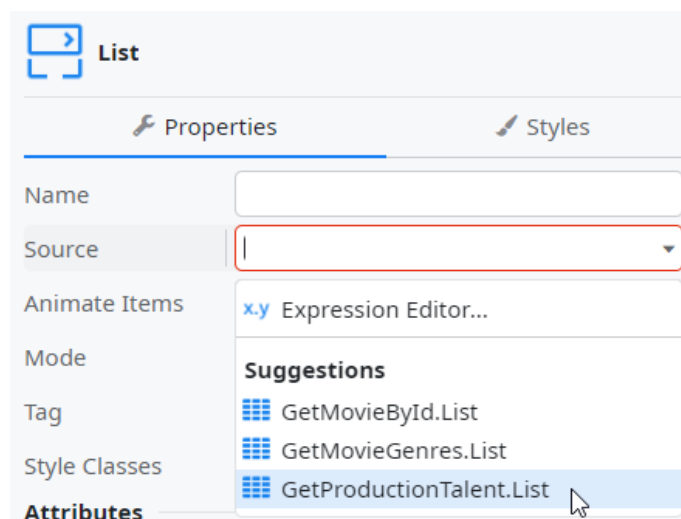 List
Properties
Styles
Name
Source
Animate Items
x.y Expression Editor...
Mode
Suggestions
Tag
GetMovieById.List
GetMovieGenres.List
Style Classes
GetProductionTalent.List
Attributes